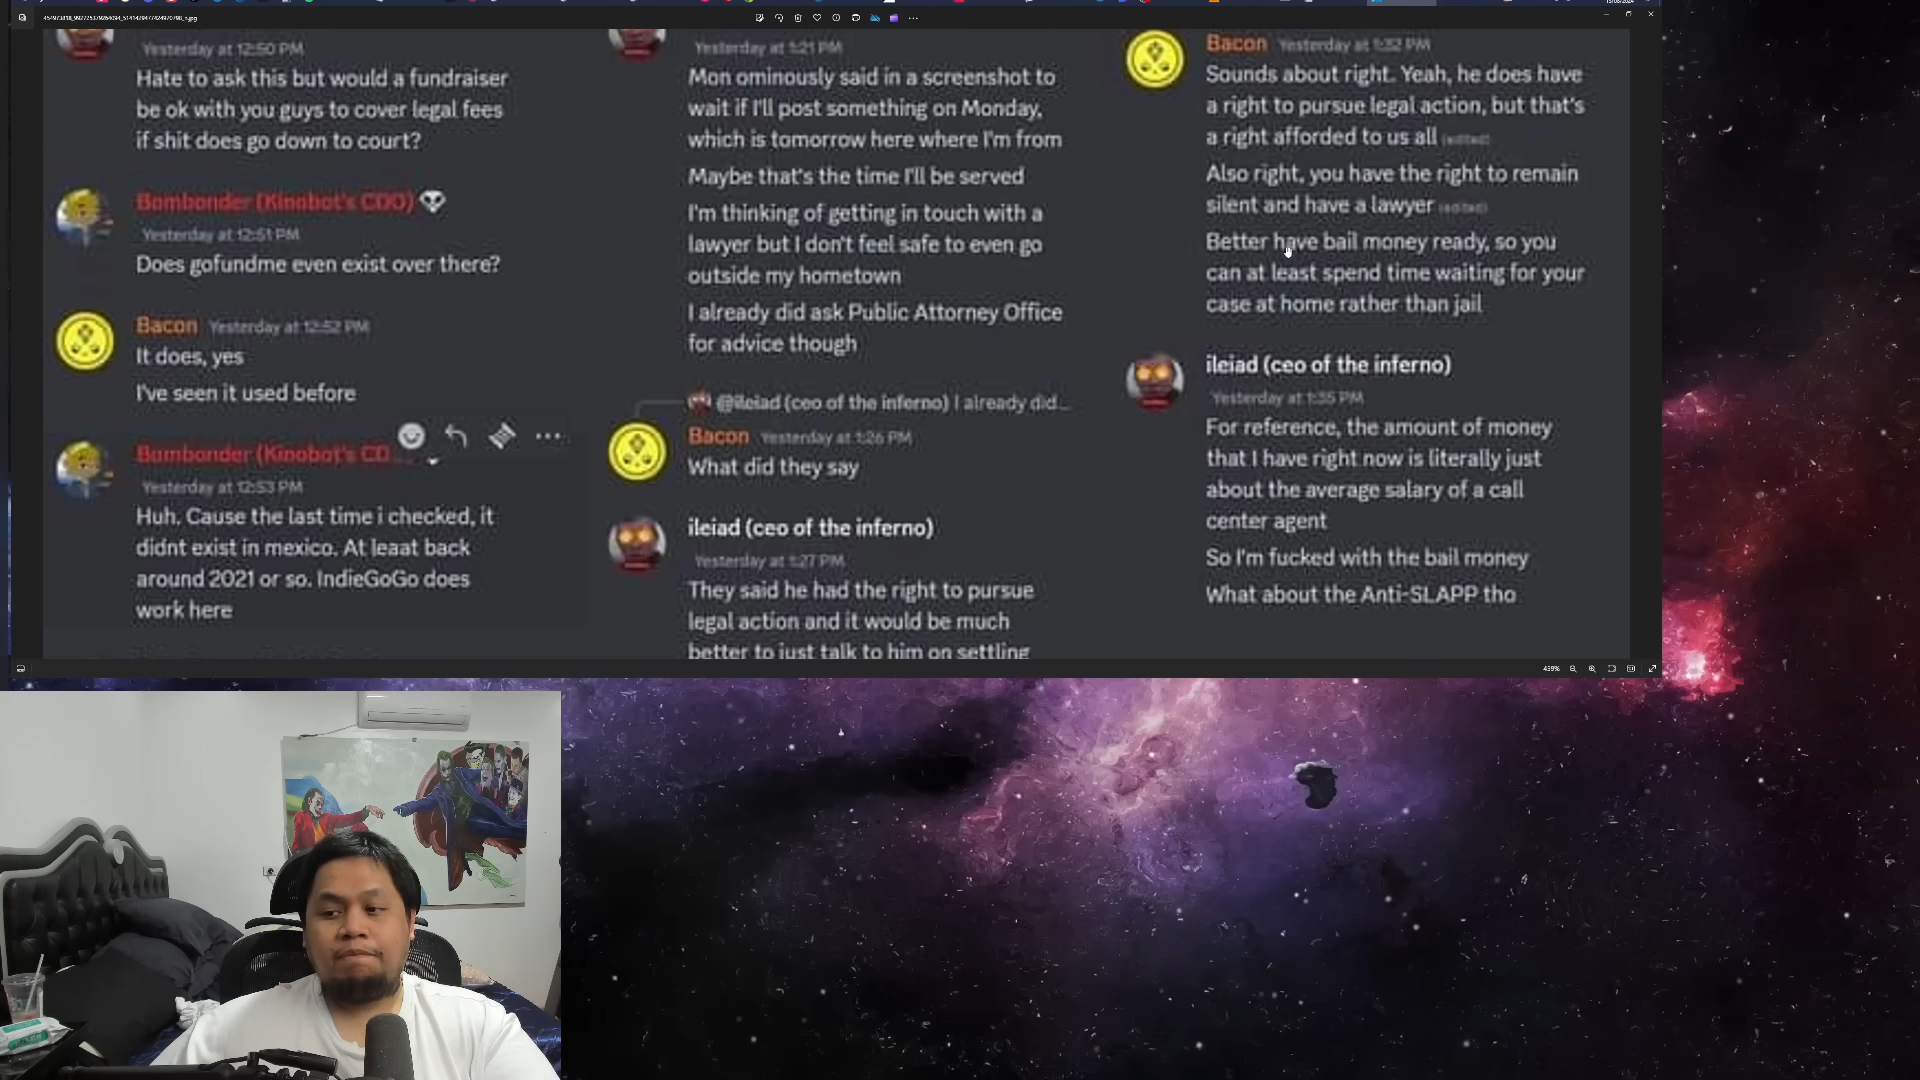 Yesterday at 12:50 PM
Hate to ask this but would a fundraiser
be ok with you guys to cover legal fees
if shit does go down to court?
Bombonder (Kinobot's CDO)
Yesterday at 12:51 PM
Does gofundme even exist over there?
Bacon Yesterday at 12:52 PM
It does, yes
I've seen it used before
Bombonder (Kinobot's CD...
Yesterday at 12:53 PM
Huh. Cause the last time i checked, it
didnt exist in mexico. At leaat back
around 2021 or so. IndieGoGo does
work here
Yesterday at 1:21 PM
Mon ominously said in a screenshot to
wait if I'll post something on Monday,
which is tomorrow here where I'm from
Maybe that's the time I'll be served
I'm thinking of getting in touch with a
lawyer but I don't feel safe to even go
outside my hometown
I already did ask Public Attorney Office
for advice though
@ileiad (ceo of the inferno) I already did...
Bacon Yesterday at 1:26 PM
What did they say
ileiad (ceo of the inferno)
Yesterday at 1:27 PM
They said he had the right to pursue
legal action and it would be much
better to just talk to him on settling
Bacon Yesterday at 1:32 PM
Sounds about right. Yeah, he does have
a right to pursue legal action, but that's
a right afforded to us all (edited)
Also right, you have the right to remain
silent and have a lawyer (edited)
Better have bail money ready, so you
can at least spend time waiting for your
case at home rather than jail
ileiad (ceo of the inferno)
Yesterday at 1:35 PM
For reference, the amount of money
that I have right now is literally just
about the average salary of a call
center agent
So I'm fucked with the bail money
What about the Anti-SLAPP tho
459%